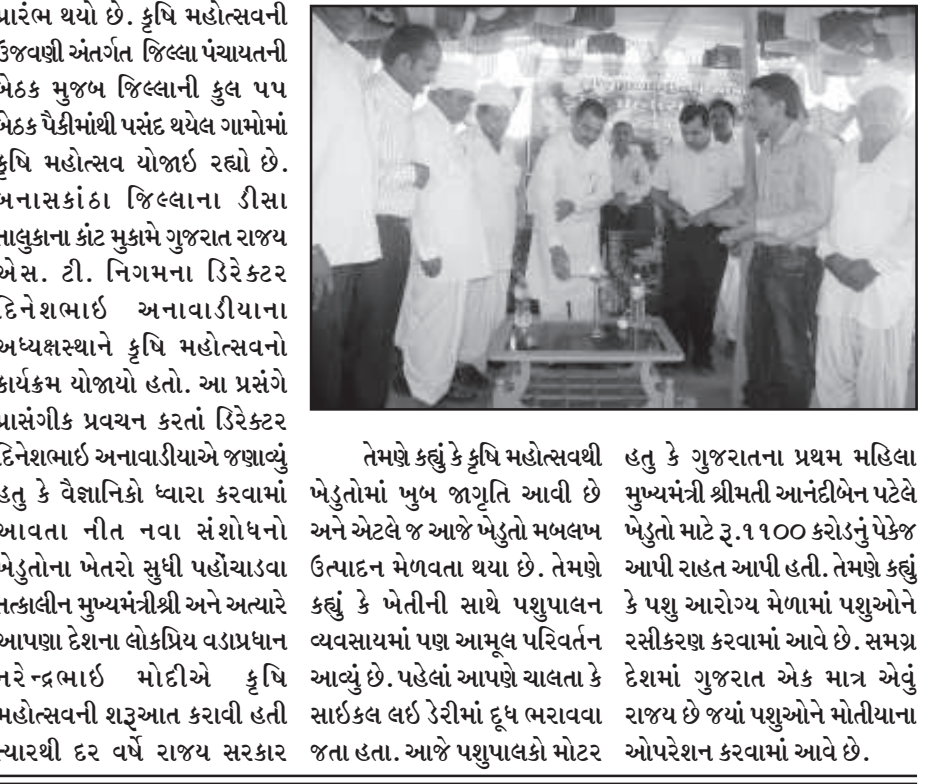 પ્રારંભ થયો છે. કૃષિ મહોત્સવની
ઉજવણી અંતર્ગત જિલ્લા પંચાયતની
બેઠક મુજબ જિલ્લાની કુલ ૫૫
બેઠક પૈકીમાંથી પસંદ થયેલ ગામોમાં
કૃષિ મહોત્સવ યોજાઇ રહ્યો છે.
બનાસકાંઠા જિલ્લાના ડીસા
તાલુકાના કાંટ મુકામે ગુજરાત રાજય
એસ. ટી. નિગમના ડિરેક્ટર
દિનેશભાઇ અનાવાડીયાના
અધ્યક્ષસ્થાને કૃષિ મહોત્સવનો
કાર્યક્રમ યોજાયો હતો. આ પ્રસંગે
પ્રાસંગીક પ્રવચન કરતાં ડિરેક્ટર
દિનેશભાઇ અનાવાડીયાએ જણાવ્યું
હતુ કે વૈજ્ઞાનિકો ધ્વારા કરવામાં
આવતા નીત નવા સંશોધનો
ખેડુતોના ખેતરો સુધી પહોંચાડવા
તત્કાલીન મુખ્યમંત્રીશ્રી અને અત્યારે
આપણા દેશના લોકપ્રિય વડાપ્રધાન
નરેન્દ્રભાઇ મોદીએ કૃષિ
મહોત્સવની શરૂઆત કરાવી હતી
ત્યારથી દર વર્ષે રાજય સરકાર
તેમણે કહ્યું કે કૃષિ મહોત્સવથી
ખેડુતોમાં ખુબ જાગૃતિ આવી છે
અને એટલે જ આજે ખેડુતો મબલખ
ઉત્પાદન મેળવતા થયા છે. તેમણે
કહ્યું કે ખેતીની સાથે પશુપાલન
વ્યવસાયમાં પણ આમૂલ પરિવર્તન
આવ્યું છે. પહેલાં આપણે ચાલતા કે
સાઇકલ લઇ ડેરીમાં દૂધ ભરાવવા
જતા હતા. આજે પશુપાલકો મોટર
હતુ કે ગુજરાતના પ્રથમ મહિલા
મુખ્યમંત્રી શ્રીમતી આનંદીબેન પટેલે
ખેડુતો માટે રૂ.૧૧૦૦ કરોડનું પેકેજ
આપી રાહત આપી હતી. તેમણે કહ્યું
કે પશુ આરોગ્ય મેળામાં પશુઓને
રસીકરણ કરવામાં આવે છે. સમગ્ર
દેશમાં ગુજરાત એક માત્ર એવું
રાજય છે જયાં પશુઓને મોતીયાના
ઓપરેશન કરવામાં આવે છે.